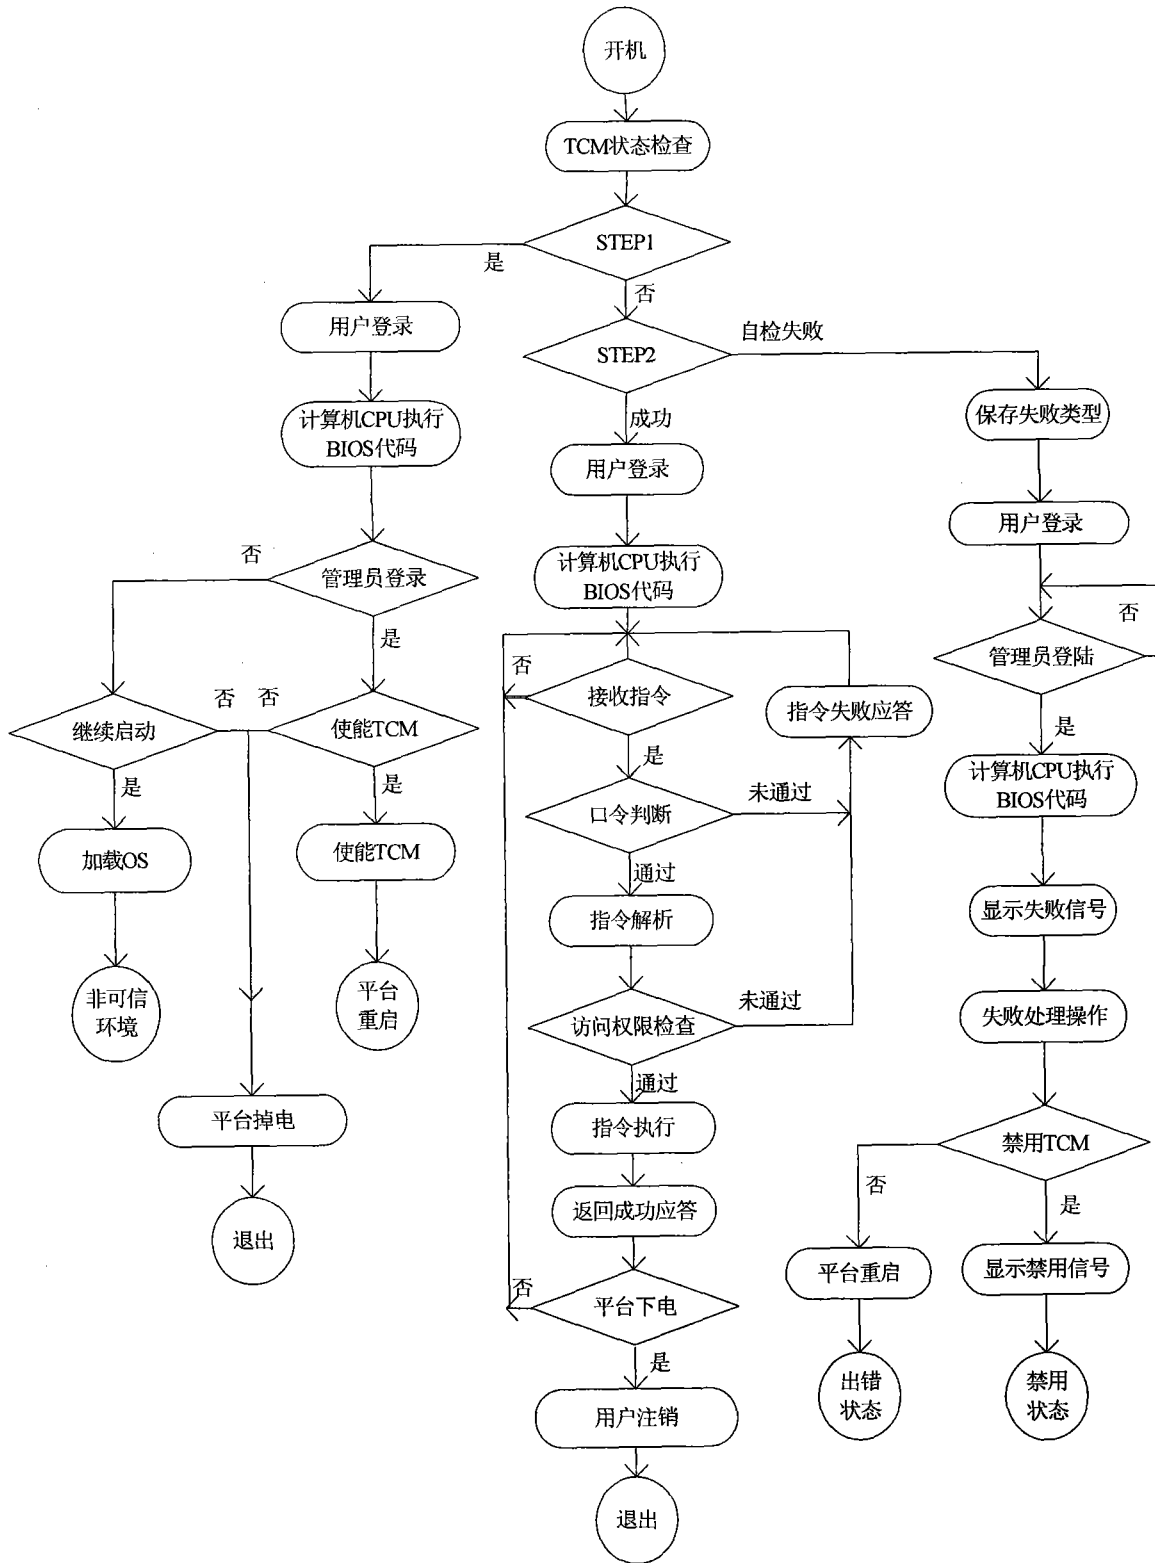 开机
TCM状态检查
STEP1
是
否
用户登录
STEP2
自检失败
计算机CPU执行
BIOS代码
成功
保存失败类型
用户登录
用户登录
否
管理员登录
计算机CPU执行
BIOS代码
否
是
否
管理员登陆
继续启动
否
否
使能TCM
接收指令
指令失败应答
是
是
是
是
计算机CPU执行
BIOS代码
加载OS
使能TCM
口令判断
未通过
通过
指令解析
显示失败信号
非可信
环境
平台
重启
访问权限检查
未通过
失败处理操作
通过
平台掉电
指令执行
禁用TCM
否
是
返回成功应答
退出
否
平台下电
平台重启
显示禁用信号
是
用户注销
出错
状态
禁用
状态
退出